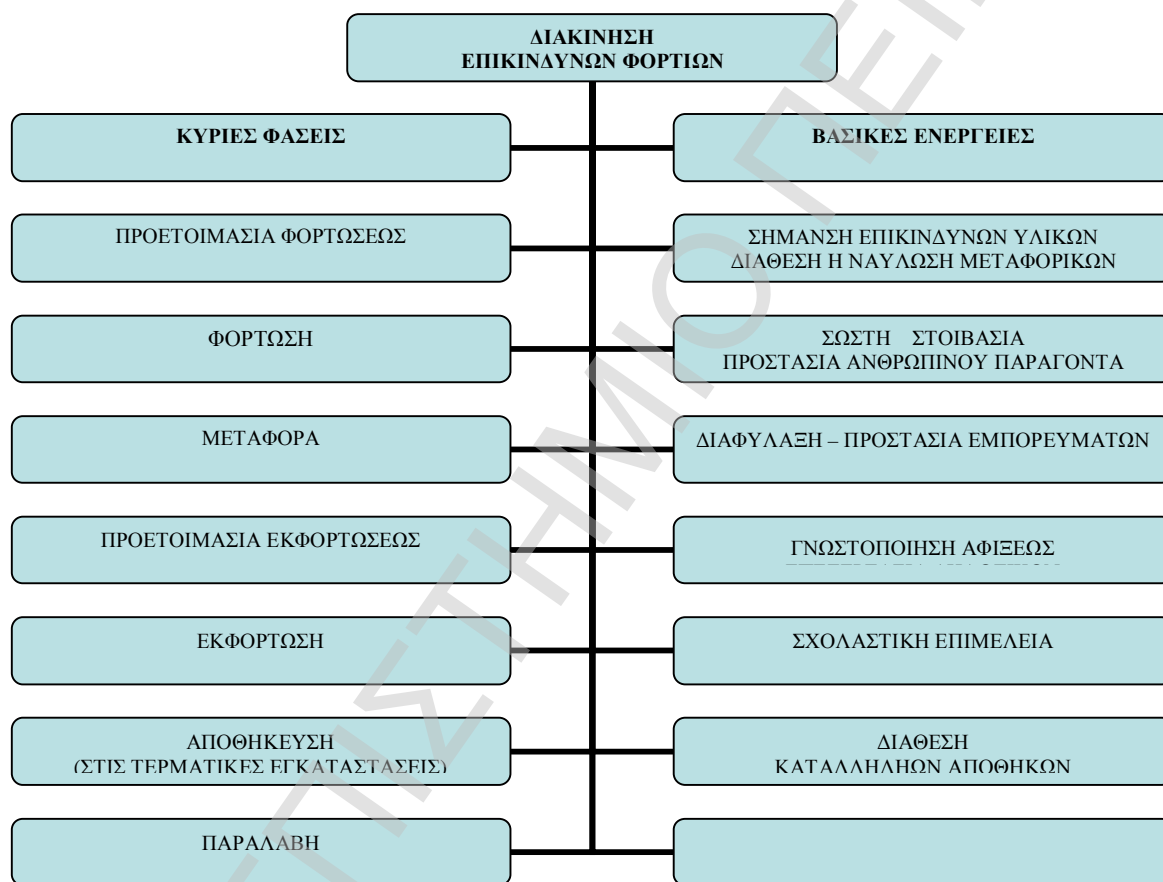 ΔΙΑΚΙΝΗΣΗ
ΕΠΙΚΙΝΔΥΝΩΝ ΦΟΡΤΙΩΝ
ΚΥΡΙΕΣ ΦΑΣΕΙΣ
ΒΑΣΙΚΕΣ ΕΝΕΡΓΕΙΕΣ
ΠΡΟΕΤΟΙΜΑΣΙΑ ΦΟΡΤΩΣΕΩΣ
ΣΗΜΑΝΣΗ ΕΠΙΚΙΝΔΥΝΩΝ ΥΛΙΚΩΝ
ΔΙΑΘΕΣΗ Η ΝΑΥΛΩΣΗ ΜΕΤΑΦΟΡΙΚΩΝ
ΦΟΡΤΩΣΗ
ΣΩΣΤΗ ΣΤΟΙΒΑΣΙΑ
ΠΡΟΣΤΑΣΙΑ ΑΝΘΡΩΠΙΝΟΥ ΠΑΡΑΓΟΝΤΑ
ΜΕΤΑΦΟΡΑ
ΔΙΑΦΥΛΑΞΗ – ΠΡΟΣΤΑΣΙΑ ΕΜΠΟΡΕΥΜΑΤΩΝ
ΠΡΟΕΤΟΙΜΑΣΙΑ ΕΚΦΟΡΤΩΣΕΩΣ
ΓΝΩΣΤΟΠΟΙΗΣΗ ΑΦΙΞΕΩΣ
ΕΚΦΟΡΤΩΣΗ
ΣΧΟΛΑΣΤΙΚΗ ΕΠΙΜΕΛΕΙΑ
ΑΠΟΘΗΚΕΥΣΗ
(ΣΤΙΣ ΤΕΡΜΑΤΙΚΕΣ ΕΓΚΑΤΑΣΤΑΣΕΙΣ)
ΔΙΑΘΕΣΗ
ΚΑΤΑΛΛΗΛΗΩΝ ΑΠΟΘΗΚΩΝ
ΠΑΡΑΛΑΒΗ